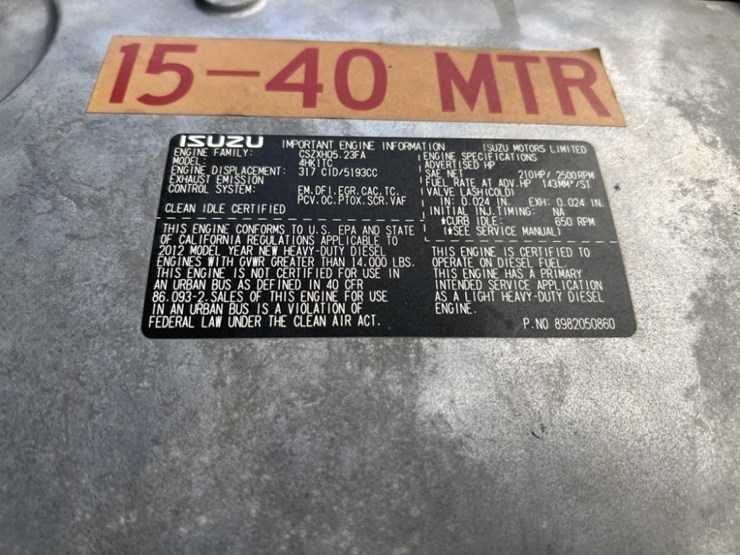 15-40 MTR
ISUZU IMPORTANT ENGINE INFORMATION ISUZU MOTORS LIMITED
ENGINE FAMILY: CSZXH05.23FA
MODEL: 4HK1TC
ENGINE DISPLACEMENT: 317 CID/5193CC
EXHAUST EMISSION
CONTROL SYSTEM: EM.DFI.EGR.CAC.TC.
PCV.OC.PTOX.SCR.VAF
CLEAN IDLE CERTIFIED
ENGINE SPECIFICATIONS
ADVERTISED HP
SAE NET 210HP/ 2500RPM
FUEL RATE AT ADV.HP 143MM³/ST
VALVE LASH(COLD)
IN: 0.024 IN. EXH: 0.024 IN.
INITIAL INJ.TIMING: NA
*CURB IDLE: 650 RPM
(*SEE SERVICE MANUAL)
THIS ENGINE CONFORMS TO U.S. EPA AND STATE
OF CALIFORNIA REGULATIONS APPLICABLE TO
2012 MODEL YEAR NEW HEAVY-DUTY DIESEL
ENGINES WITH GVWR GREATER THAN 14.000 LBS.
THIS ENGINE IS NOT CERTIFIED FOR USE IN
AN URBAN BUS AS DEFINED IN 40 CFR
86.093-2.SALES OF THIS ENGINE FOR USE
IN AN URBAN BUS IS A VIOLATION OF
FEDERAL LAW UNDER THE CLEAN AIR ACT.
THIS ENGINE IS CERTIFIED TO
OPERATE ON DIESEL FUEL.
THIS ENGINE HAS A PRIMARY
INTENDED SERVICE APPLICATION
AS A LIGHT HEAVY-DUTY DIESEL
ENGINE.
P.NO 8982050860